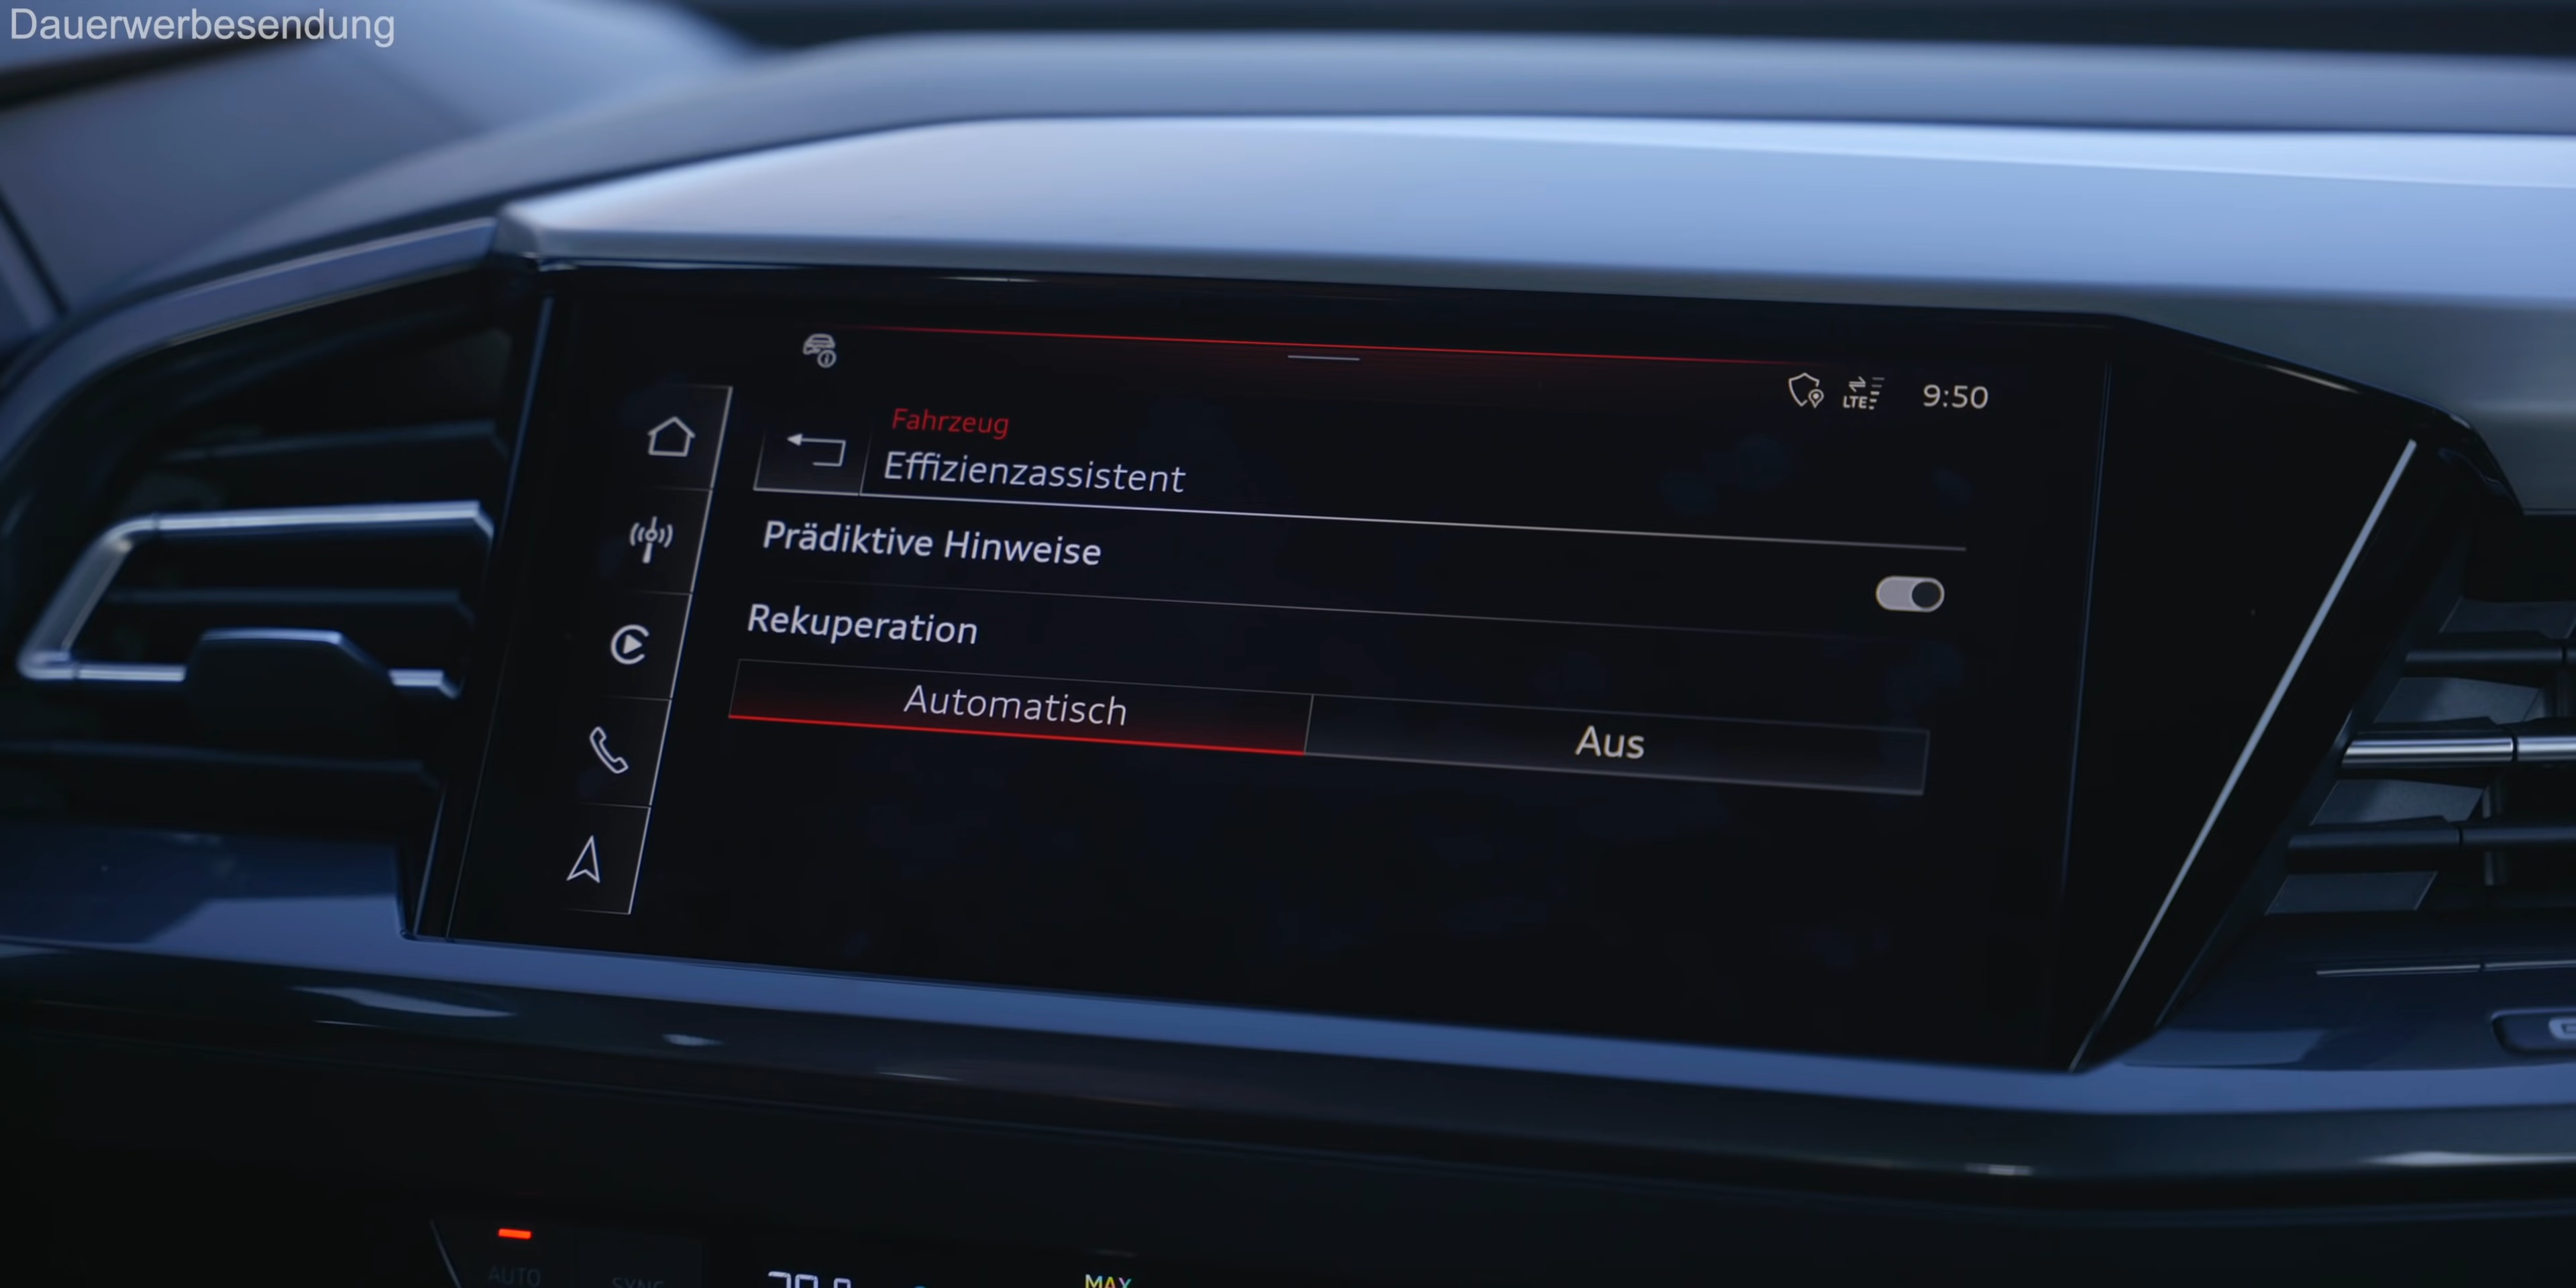 Dauerwerbesendung
LTE 9:50
Fahrzeug
Effizienzassistent
Prädiktive Hinweise
Rekuperation
Automatisch
Aus
AUTO
SYNC
MAX